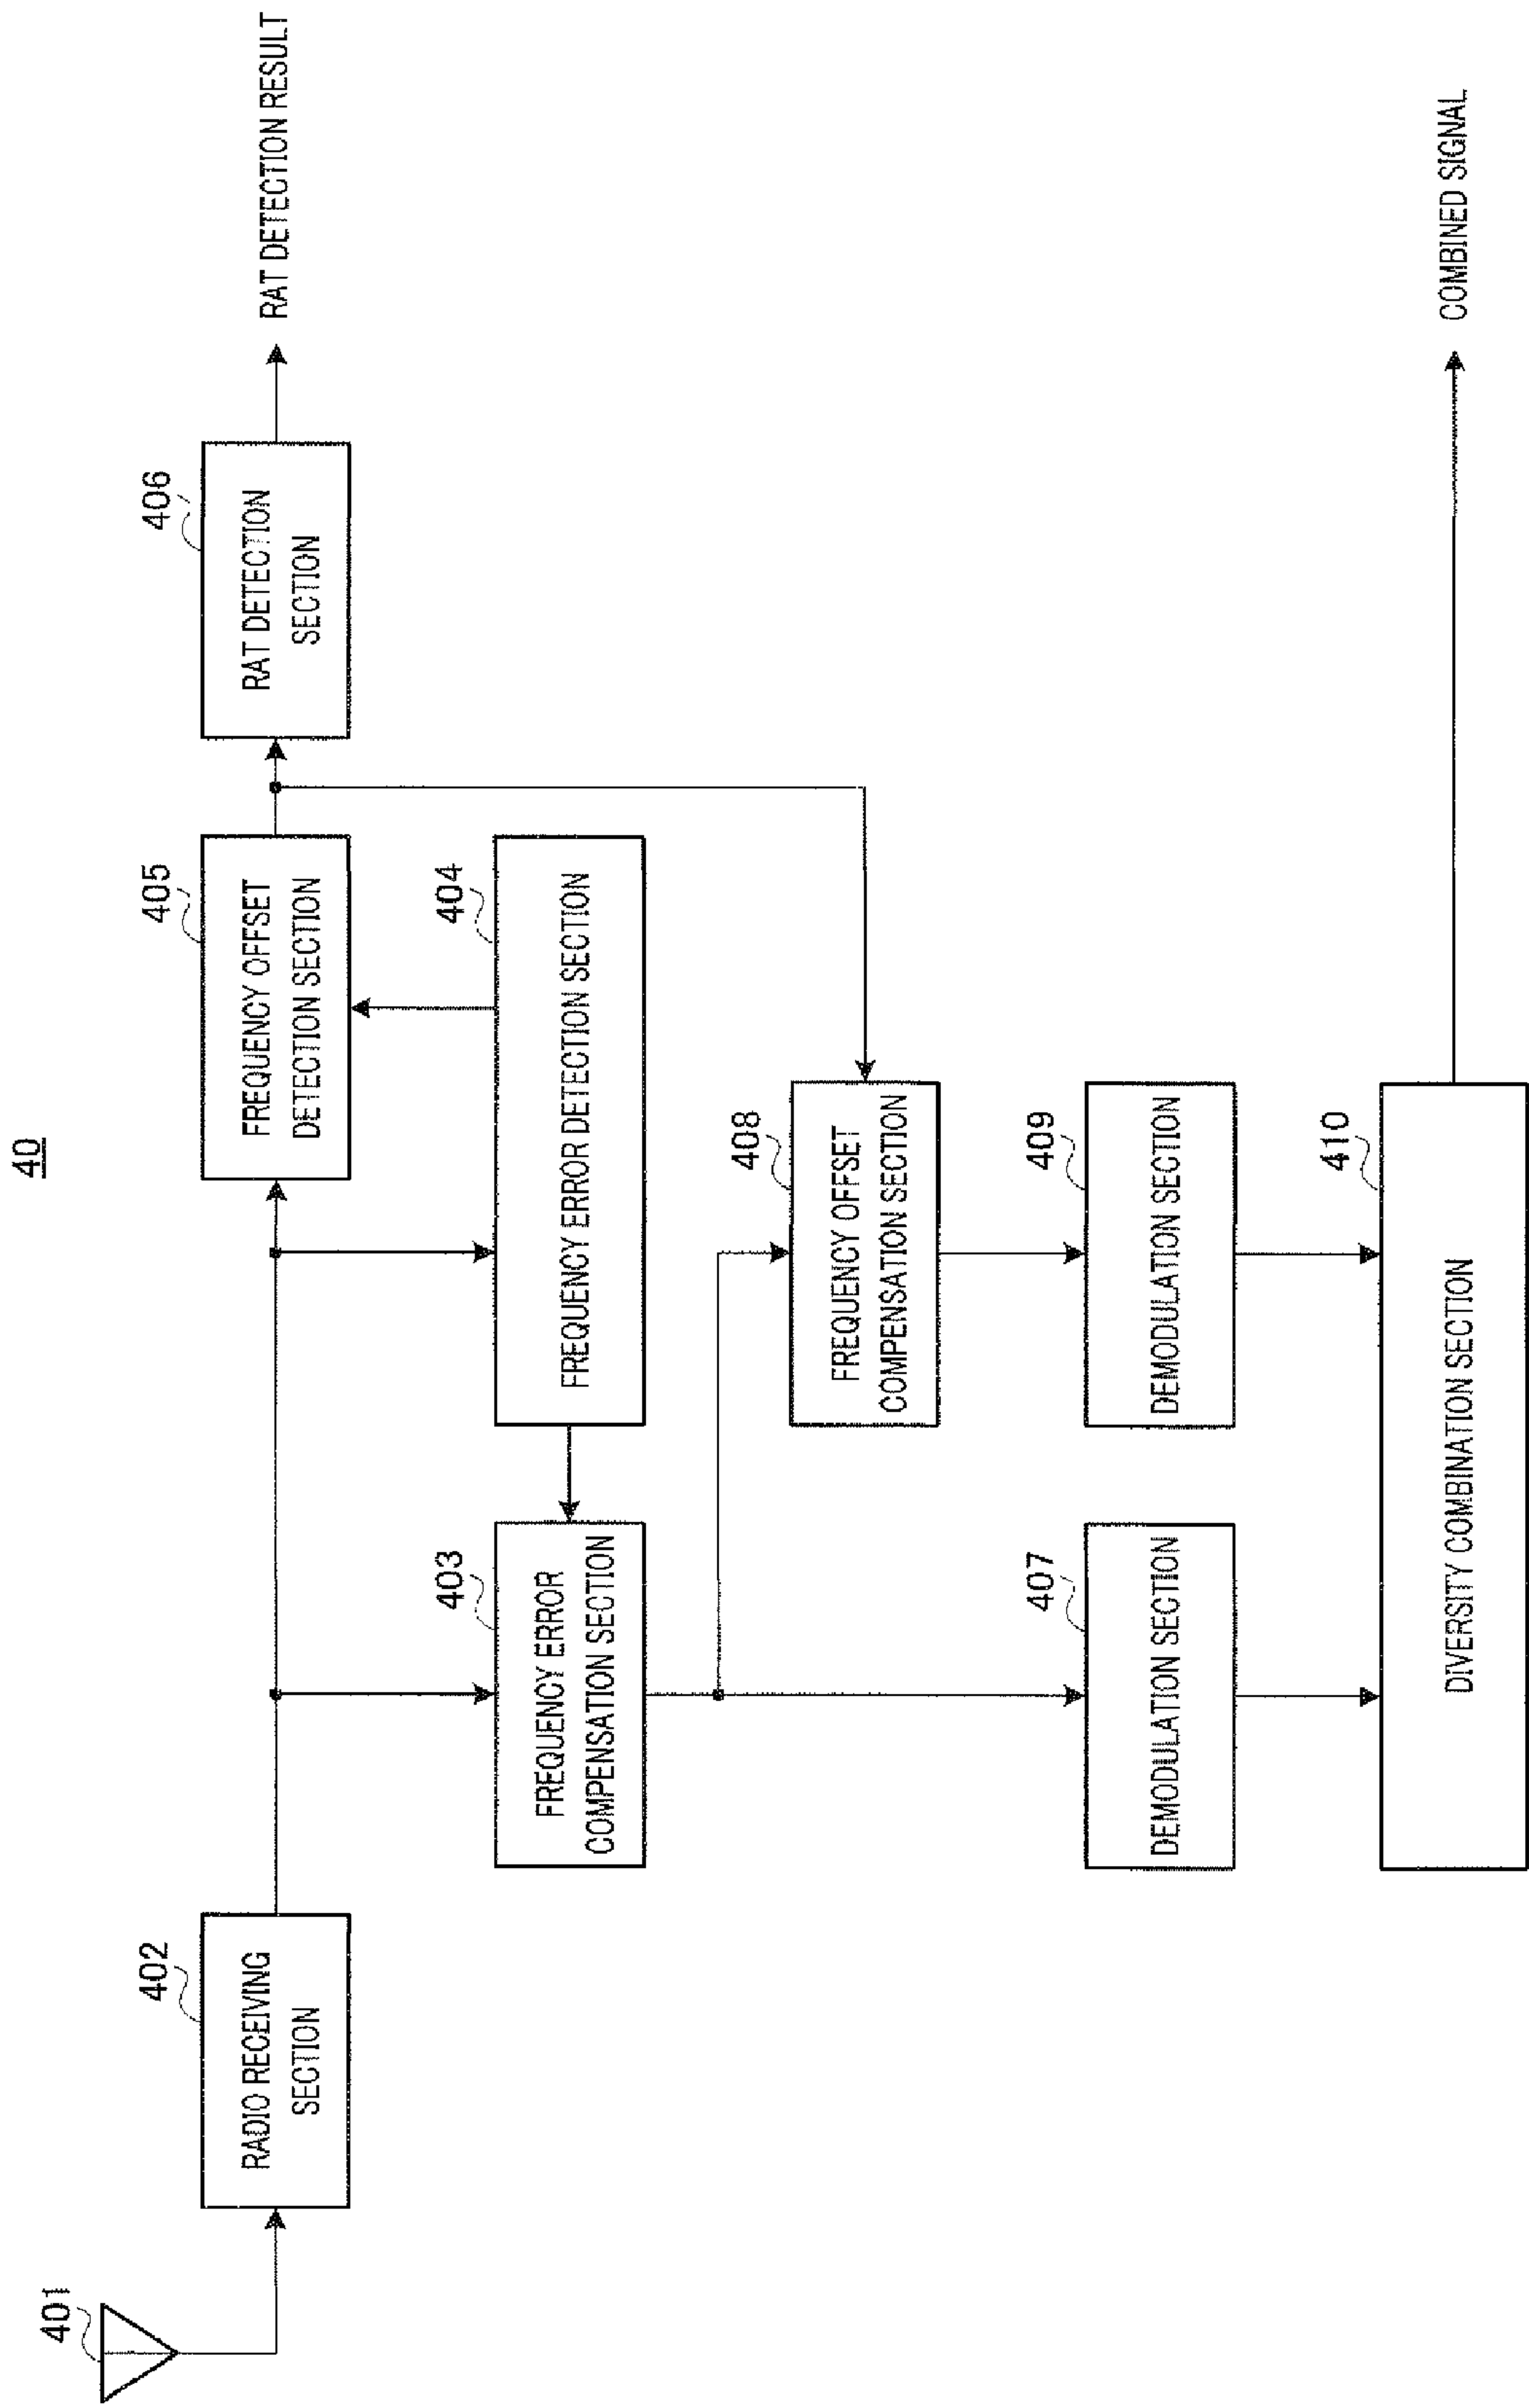 40
401
402
RADIO RECEIVING
SECTION
405
FREQUENCY OFFSET
DETECTION SECTION
406
RAT DETECTION
SECTION
RAT DETECTION RESULT
403
FREQUENCY ERROR
COMPENSATION SECTION
404
FREQUENCY ERROR DETECTION SECTION
408
FREQUENCY OFFSET
COMPENSATION SECTION
407
DEMODULATION SECTION
409
DEMODULATION SECTION
410
DIVERSITY COMBINATION SECTION
COMBINED SIGNAL